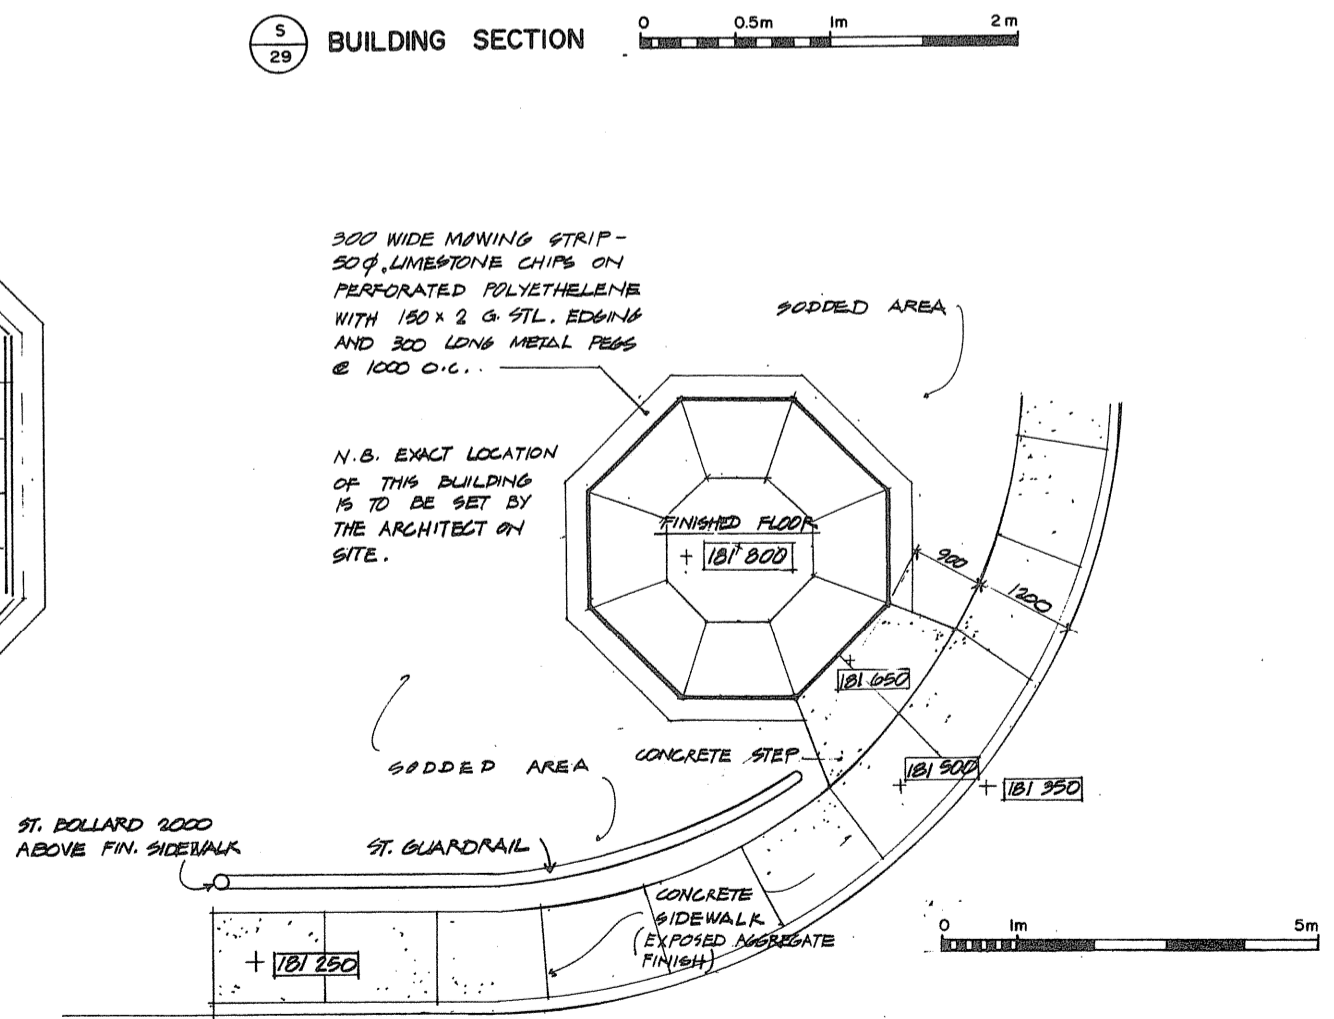 S
29
BUILDING SECTION
0 0.5m 1m 2m
300 WIDE MOWING STRIP-
50 ϕ. LIMESTONE CHIPS ON
PERFORATED POLYETHELENE
WITH 150 x 2 G. STL. EDGING
AND 300 LONG METAL PEGS
@ 1000 O.C..
SODDED AREA
N.B. EXACT LOCATION
OF THIS BUILDING
IS TO BE SET BY
THE ARCHITECT ON
SITE.
FINISHED FLOOR
181 800
900
1200
181 650
CONCRETE STEP
SODDED AREA
181 500
181 350
ST. BOLLARD 2000
ABOVE FIN. SIDEWALK
ST. GUARDRAIL
CONCRETE
SIDEWALK
(EXPOSED AGGREGATE
FINISH)
181 250
0 1m 5m